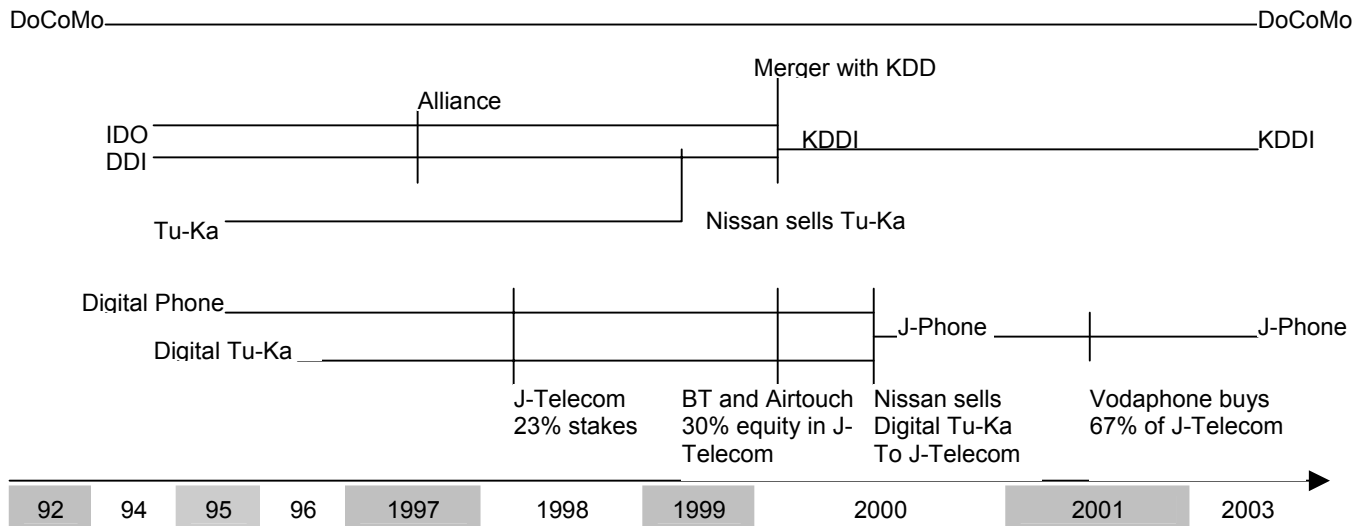 DoCoMo DoCoMo
Merger with KDD
Alliance
IDO
DDI
KDDI KDDI
Tu-Ka
Nissan sells Tu-Ka
Digital Phone
Digital Tu-Ka
J-Phone J-Phone
J-Telecom
23% stakes
BT and Airtouch
30% equity in J-
Telecom
Nissan sells
Digital Tu-Ka
To J-Telecom
Vodaphone buys
67% of J-Telecom
92 94 95 96 1997 1998 1999 2000 2001 2003